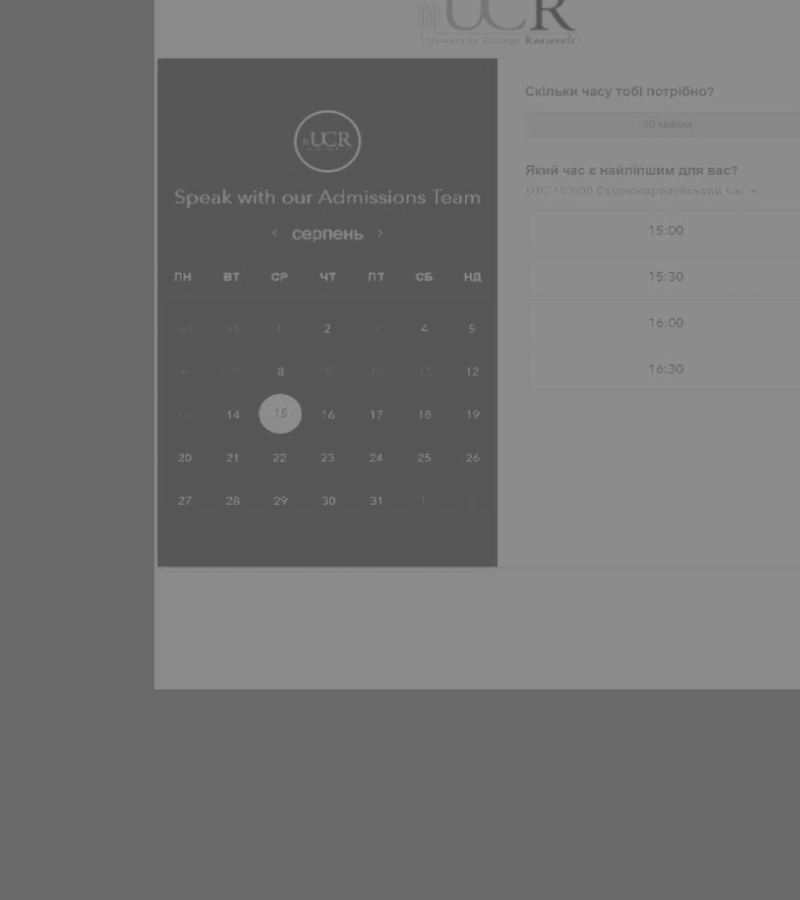 UCR
University College Roosevelt
UCR
Speak with our Admissions Team
< серпень >
ПН ВТ СР ЧТ ПТ СБ НД
30 31 1 2 3 4 5
6 7 8 9 10 11 12
13 14 15 16 17 18 19
20 21 22 23 24 25 26
27 28 29 30 31 1 2
Скільки часу тобі потрібно?
30 хвилин
Який час є найліпшим для вас?
UTC +03:00 Східноєвропейський час
15:00
15:30
16:00
16:30